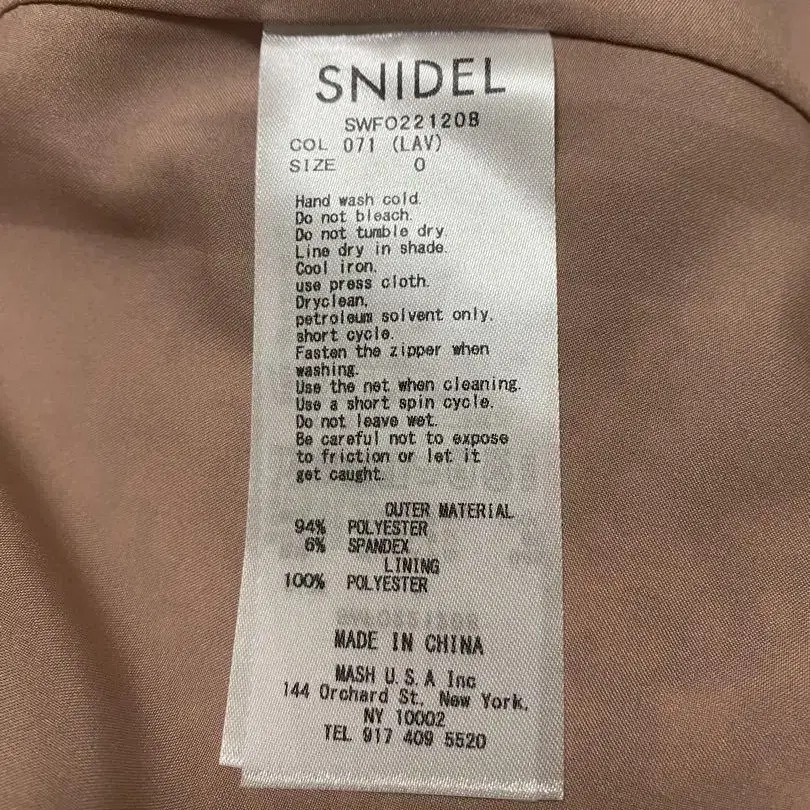 SNIDEL
SWFO221208
COL 071 (LAV)
SIZE 0
Hand wash cold.
Do not bleach.
Do not tumble dry.
Line dry in shade.
Cool iron.
use press cloth.
Dryclean,
petroleum solvent only.
short cycle.
Fasten the zipper when
washing.
Use the net when cleaning.
Use a short spin cycle.
Do not leave wet.
Be careful not to expose
to friction or let it
get caught.
OUTER MATERIAL
94% POLYESTER
6% SPANDEX
LINING
100% POLYESTER
MADE IN CHINA
MASH U.S.A Inc
144 Orchard St. New York,
NY 10002
TEL 917 409 5520